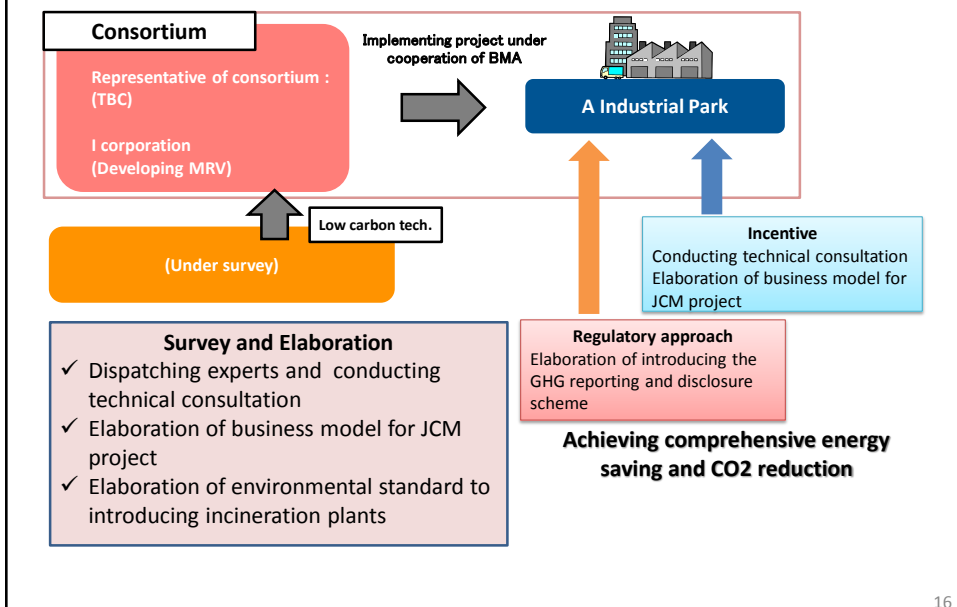 Consortium
Representative of consortium :
(TBC)
I corporation
(Developing MRV)
Implementing project under
cooperation of BMA
A Industrial Park
Low carbon tech.
(Under survey)
Incentive
Conducting technical consultation
Elaboration of business model for
JCM project
Regulatory approach
Elaboration of introducing the
GHG reporting and disclosure
scheme
Survey and Elaboration
✓ Dispatching experts and conducting
technical consultation
✓ Elaboration of business model for JCM
project
✓ Elaboration of environmental standard to
introducing incineration plants
Achieving comprehensive energy
saving and CO2 reduction
16